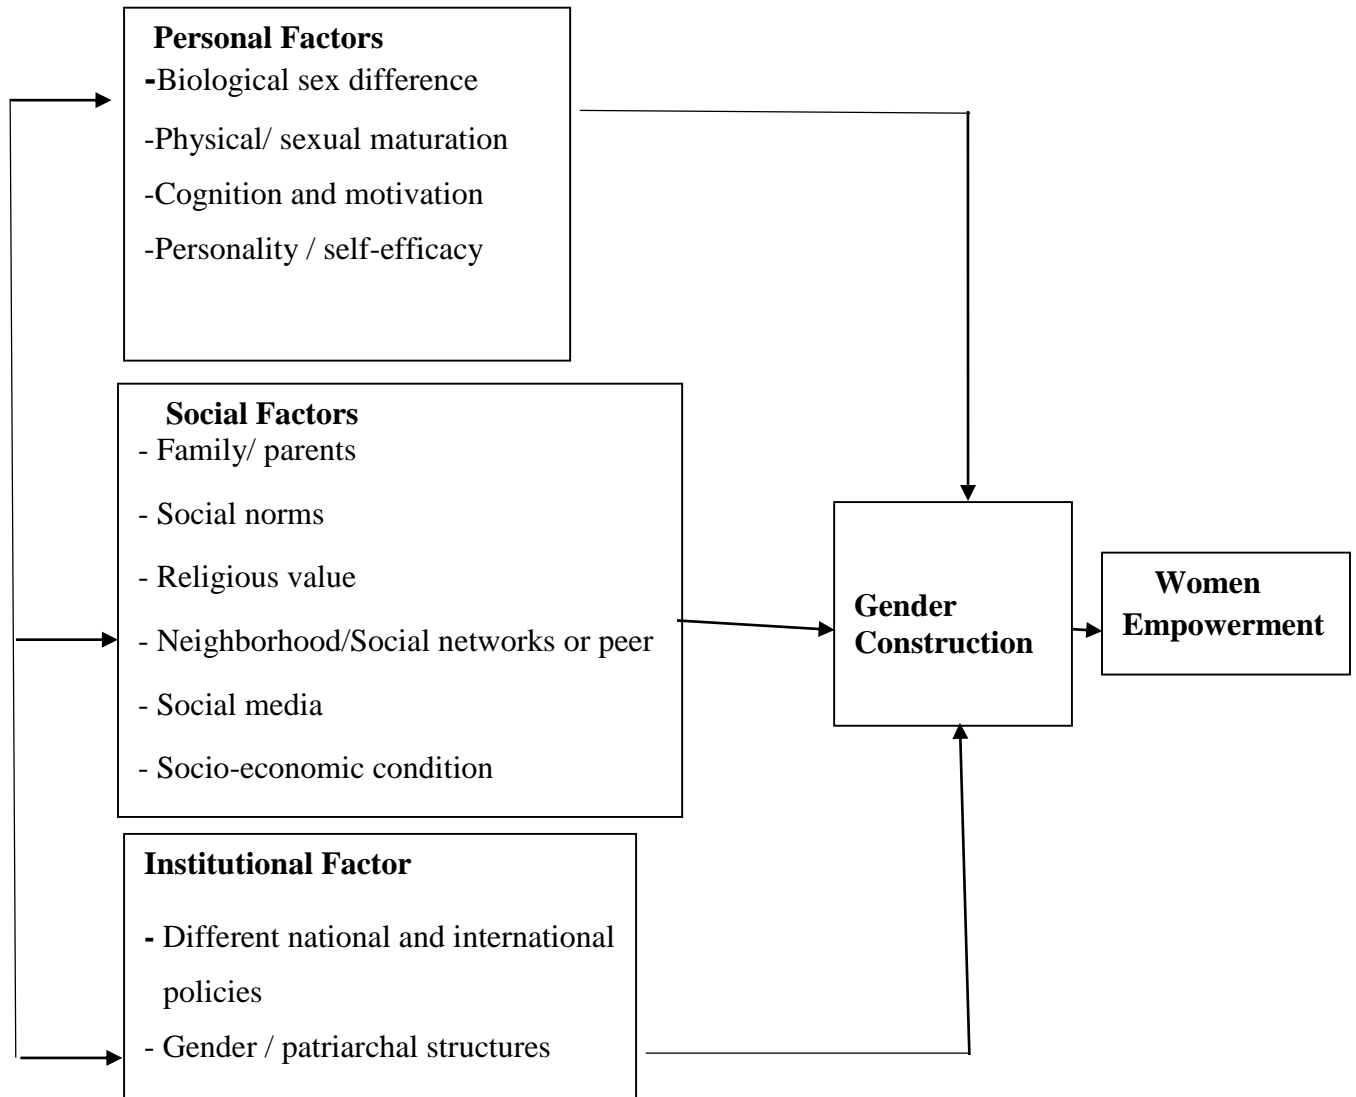 Personal Factors
-Biological sex difference
-Physical/ sexual maturation
-Cognition and motivation
-Personality / self-efficacy
Social Factors
- Family/ parents
- Social norms
- Religious value
- Neighborhood/Social networks or peer
- Social media
- Socio-economic condition
Institutional Factor
- Different national and international
policies
- Gender / patriarchal structures
Gender
Construction
Women
Empowerment